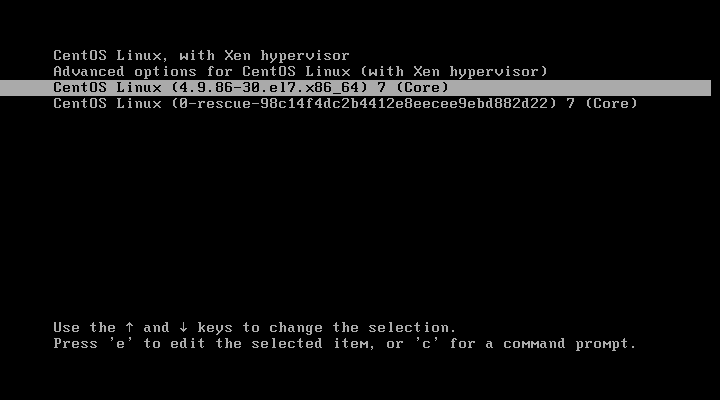 CentOS Linux, with Xen hypervisor
Advanced options for CentOS Linux (with Xen hypervisor)
CentOS Linux (4.9.86-30.el7.x86_64) 7 (Core)
CentOS Linux (0-rescue-98c14f4dc2b4412e8eecee9ebd882d22) 7 (Core)
Use the ↑ and ↓ keys to change the selection.
Press 'e' to edit the selected item, or 'c' for a command prompt.